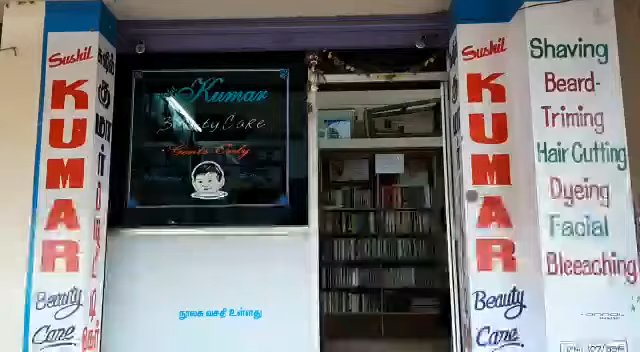 Sushil
KUMAR
Beauty
Care
Kumar
Beauty Care
Gents Only
நூலக வசதி உள்ளது
Sushil
KUMAR
Beauty
Care
Shaving
Beard-
Triming
Hair Cutting
Dyeing
Facial
Bleeaching